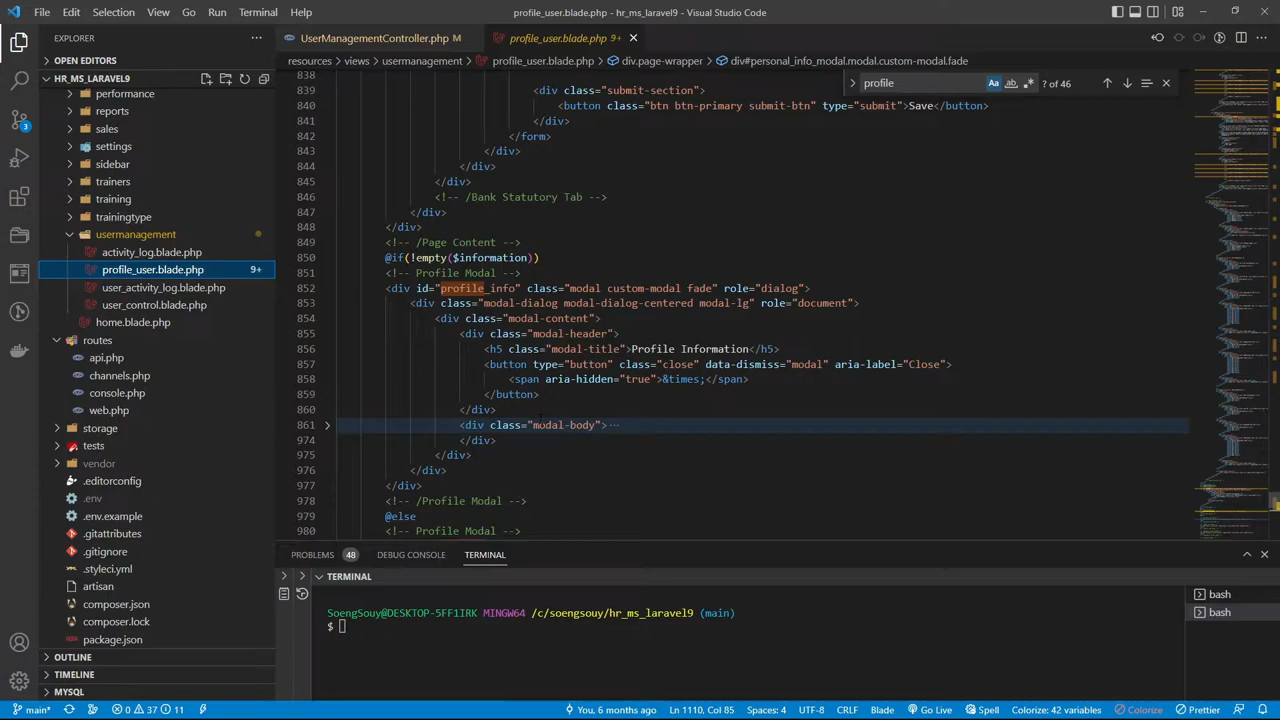 File Edit Selection View Go Run Terminal Help
profile_user.blade.php - hr_ms_laravel9 - Visual Studio Code
EXPLORER
UserManagementController.php M
profile_user.blade.php 9+
OPEN EDITORS
HR_MS_LARAVEL9
performance
reports
sales
settings
sidebar
trainers
training
trainingtype
usermanagement
activity_log.blade.php
profile_user.blade.php 9+
user_activity_log.blade.php
user_control.blade.php
home.blade.php
routes
api.php
channels.php
console.php
web.php
storage
tests
vendor
.editorconfig
.env
.env.example
.gitattributes
.gitignore
.styleci.yml
artisan
composer.json
composer.lock
package.json
OUTLINE
TIMELINE
MYSQL
resources > views > usermanagement > profile_user.blade.php > div.page-wrapper > div#personal_info_modal.modal.custom-modal.fade
profile Aa ab ? of 46
838
839 <div class="submit-section">
840 <button class="btn btn-primary submit-btn" type="submit">Save</button>
841 </div>
842 </form>
843 </div>
844 </div>
845 </div>
846 <!-- /Bank Statutory Tab -->
847 </div>
848 </div>
849 <!-- /Page Content -->
850 @if(!empty($information))
851 <!-- Profile Modal -->
852 <div id="profile_info" class="modal custom-modal fade" role="dialog">
853 <div class="modal-dialog modal-dialog-centered modal-lg" role="document">
854 <div class="modal-content">
855 <div class="modal-header">
856 <h5 class="modal-title">Profile Information</h5>
857 <button type="button" class="close" data-dismiss="modal" aria-label="Close">
858 <span aria-hidden="true">&times;</span>
859 </button>
860 </div>
861 <div class="modal-body">…
974 </div>
975 </div>
976 </div>
977 </div>
978 <!-- /Profile Modal -->
979 @else
980 <!-- Profile Modal -->
PROBLEMS 48 DEBUG CONSOLE TERMINAL
TERMINAL
SoengSouy@DESKTOP-5FF1IRK MINGW64 /c/soengsouy/hr_ms_laravel9 (main)
$
bash
bash
3
main* 0 37 11
You, 6 months ago Ln 1110, Col 85 Spaces: 4 UTF-8 CRLF Blade Go Live Spell Colorize: 42 variables Colorize Prettier